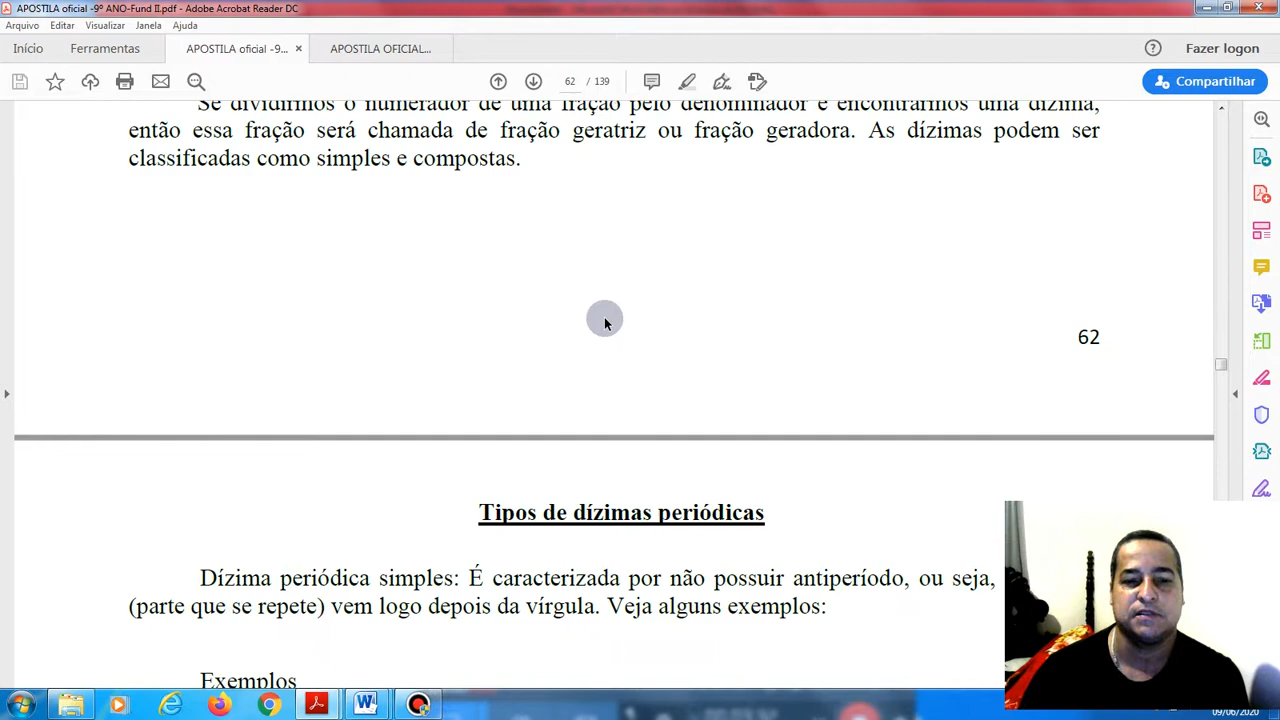 APOSTILA oficial -9º ANO-Fund II.pdf - Adobe Acrobat Reader DC
Arquivo Editar Visualizar Janela Ajuda
Início Ferramentas APOSTILA oficial -9... × APOSTILA OFICIAL... Fazer logon
62 / 139 Compartilhar
Se dividirmos o numerador de uma fração pelo denominador e encontrarmos uma dízima,
então essa fração será chamada de fração geratriz ou fração geradora. As dízimas podem ser
classificadas como simples e compostas.
62
Tipos de dízimas periódicas
Dízima periódica simples: É caracterizada por não possuir antiperíodo, ou seja,
(parte que se repete) vem logo depois da vírgula. Veja alguns exemplos:
Exemplos
09/06/2020